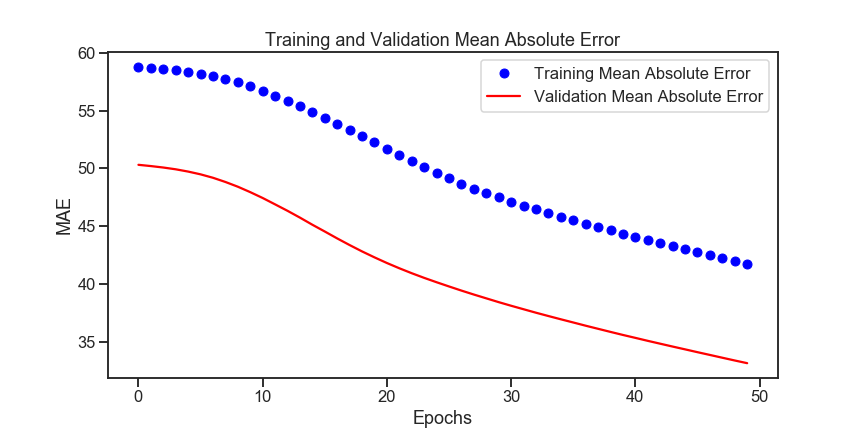 Training and Validation Mean Absolute Error
60
55
50
45
40
35
MAE
Training Mean Absolute Error
Validation Mean Absolute Error
0 10 20 30 40 50
Epochs